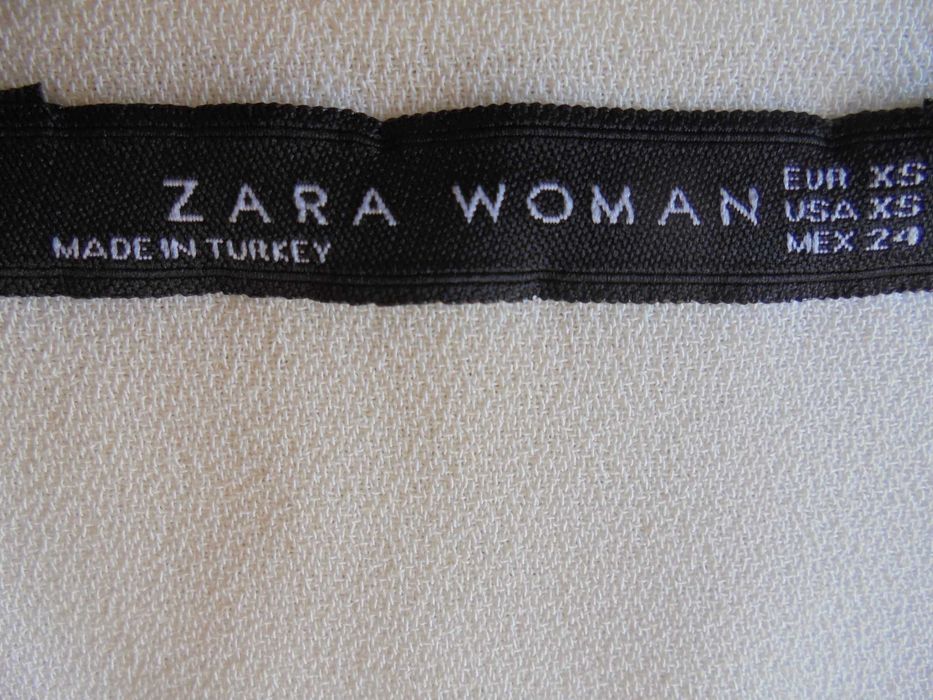 ZARA WOMAN
MADE IN TURKEY
EUR XS
USA XS
MEX 24